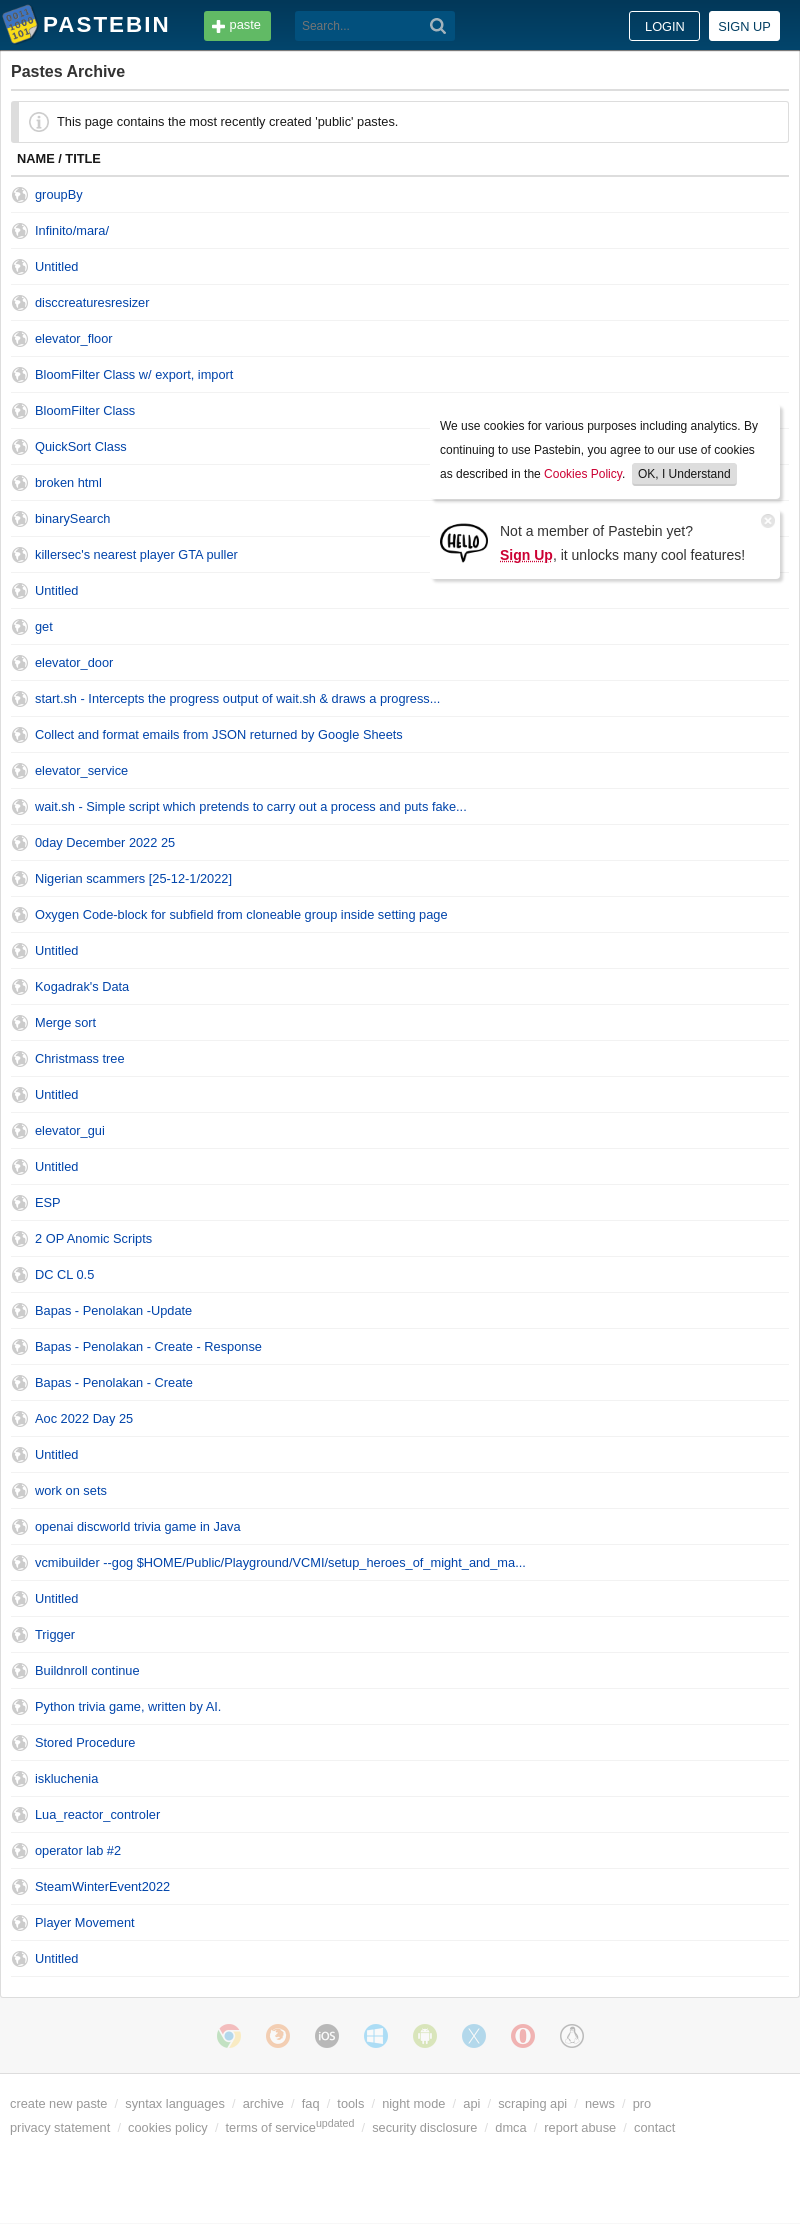 PASTEBIN paste Search... LOGIN SIGN UP
Pastes Archive
This page contains the most recently created 'public' pastes.
NAME / TITLE
groupBy
Infinito/mara/
Untitled
disccreaturesresizer
elevator_floor
BloomFilter Class w/ export, import
BloomFilter Class
QuickSort Class
broken html
binarySearch
killersec's nearest player GTA puller
We use cookies for various purposes including analytics. By
continuing to use Pastebin, you agree to our use of cookies
as described in the Cookies Policy. OK, I Understand
HELLO
Not a member of Pastebin yet?
Sign Up, it unlocks many cool features!
Untitled
get
elevator_door
start.sh - Intercepts the progress output of wait.sh & draws a progress...
Collect and format emails from JSON returned by Google Sheets
elevator_service
wait.sh - Simple script which pretends to carry out a process and puts fake...
0day December 2022 25
Nigerian scammers [25-12-1/2022]
Oxygen Code-block for subfield from cloneable group inside setting page
Untitled
Kogadrak's Data
Merge sort
Christmass tree
Untitled
elevator_gui
Untitled
ESP
2 OP Anomic Scripts
DC CL 0.5
Bapas - Penolakan -Update
Bapas - Penolakan - Create - Response
Bapas - Penolakan - Create
Aoc 2022 Day 25
Untitled
work on sets
openai discworld trivia game in Java
vcmibuilder --gog $HOME/Public/Playground/VCMI/setup_heroes_of_might_and_ma...
Untitled
Trigger
Buildnroll continue
Python trivia game, written by AI.
Stored Procedure
iskluchenia
Lua_reactor_controler
operator lab #2
SteamWinterEvent2022
Player Movement
Untitled
iOS
create new paste / syntax languages / archive / faq / tools / night mode / api / scraping api / news / pro
privacy statement / cookies policy / terms of serviceupdated / security disclosure / dmca / report abuse / contact